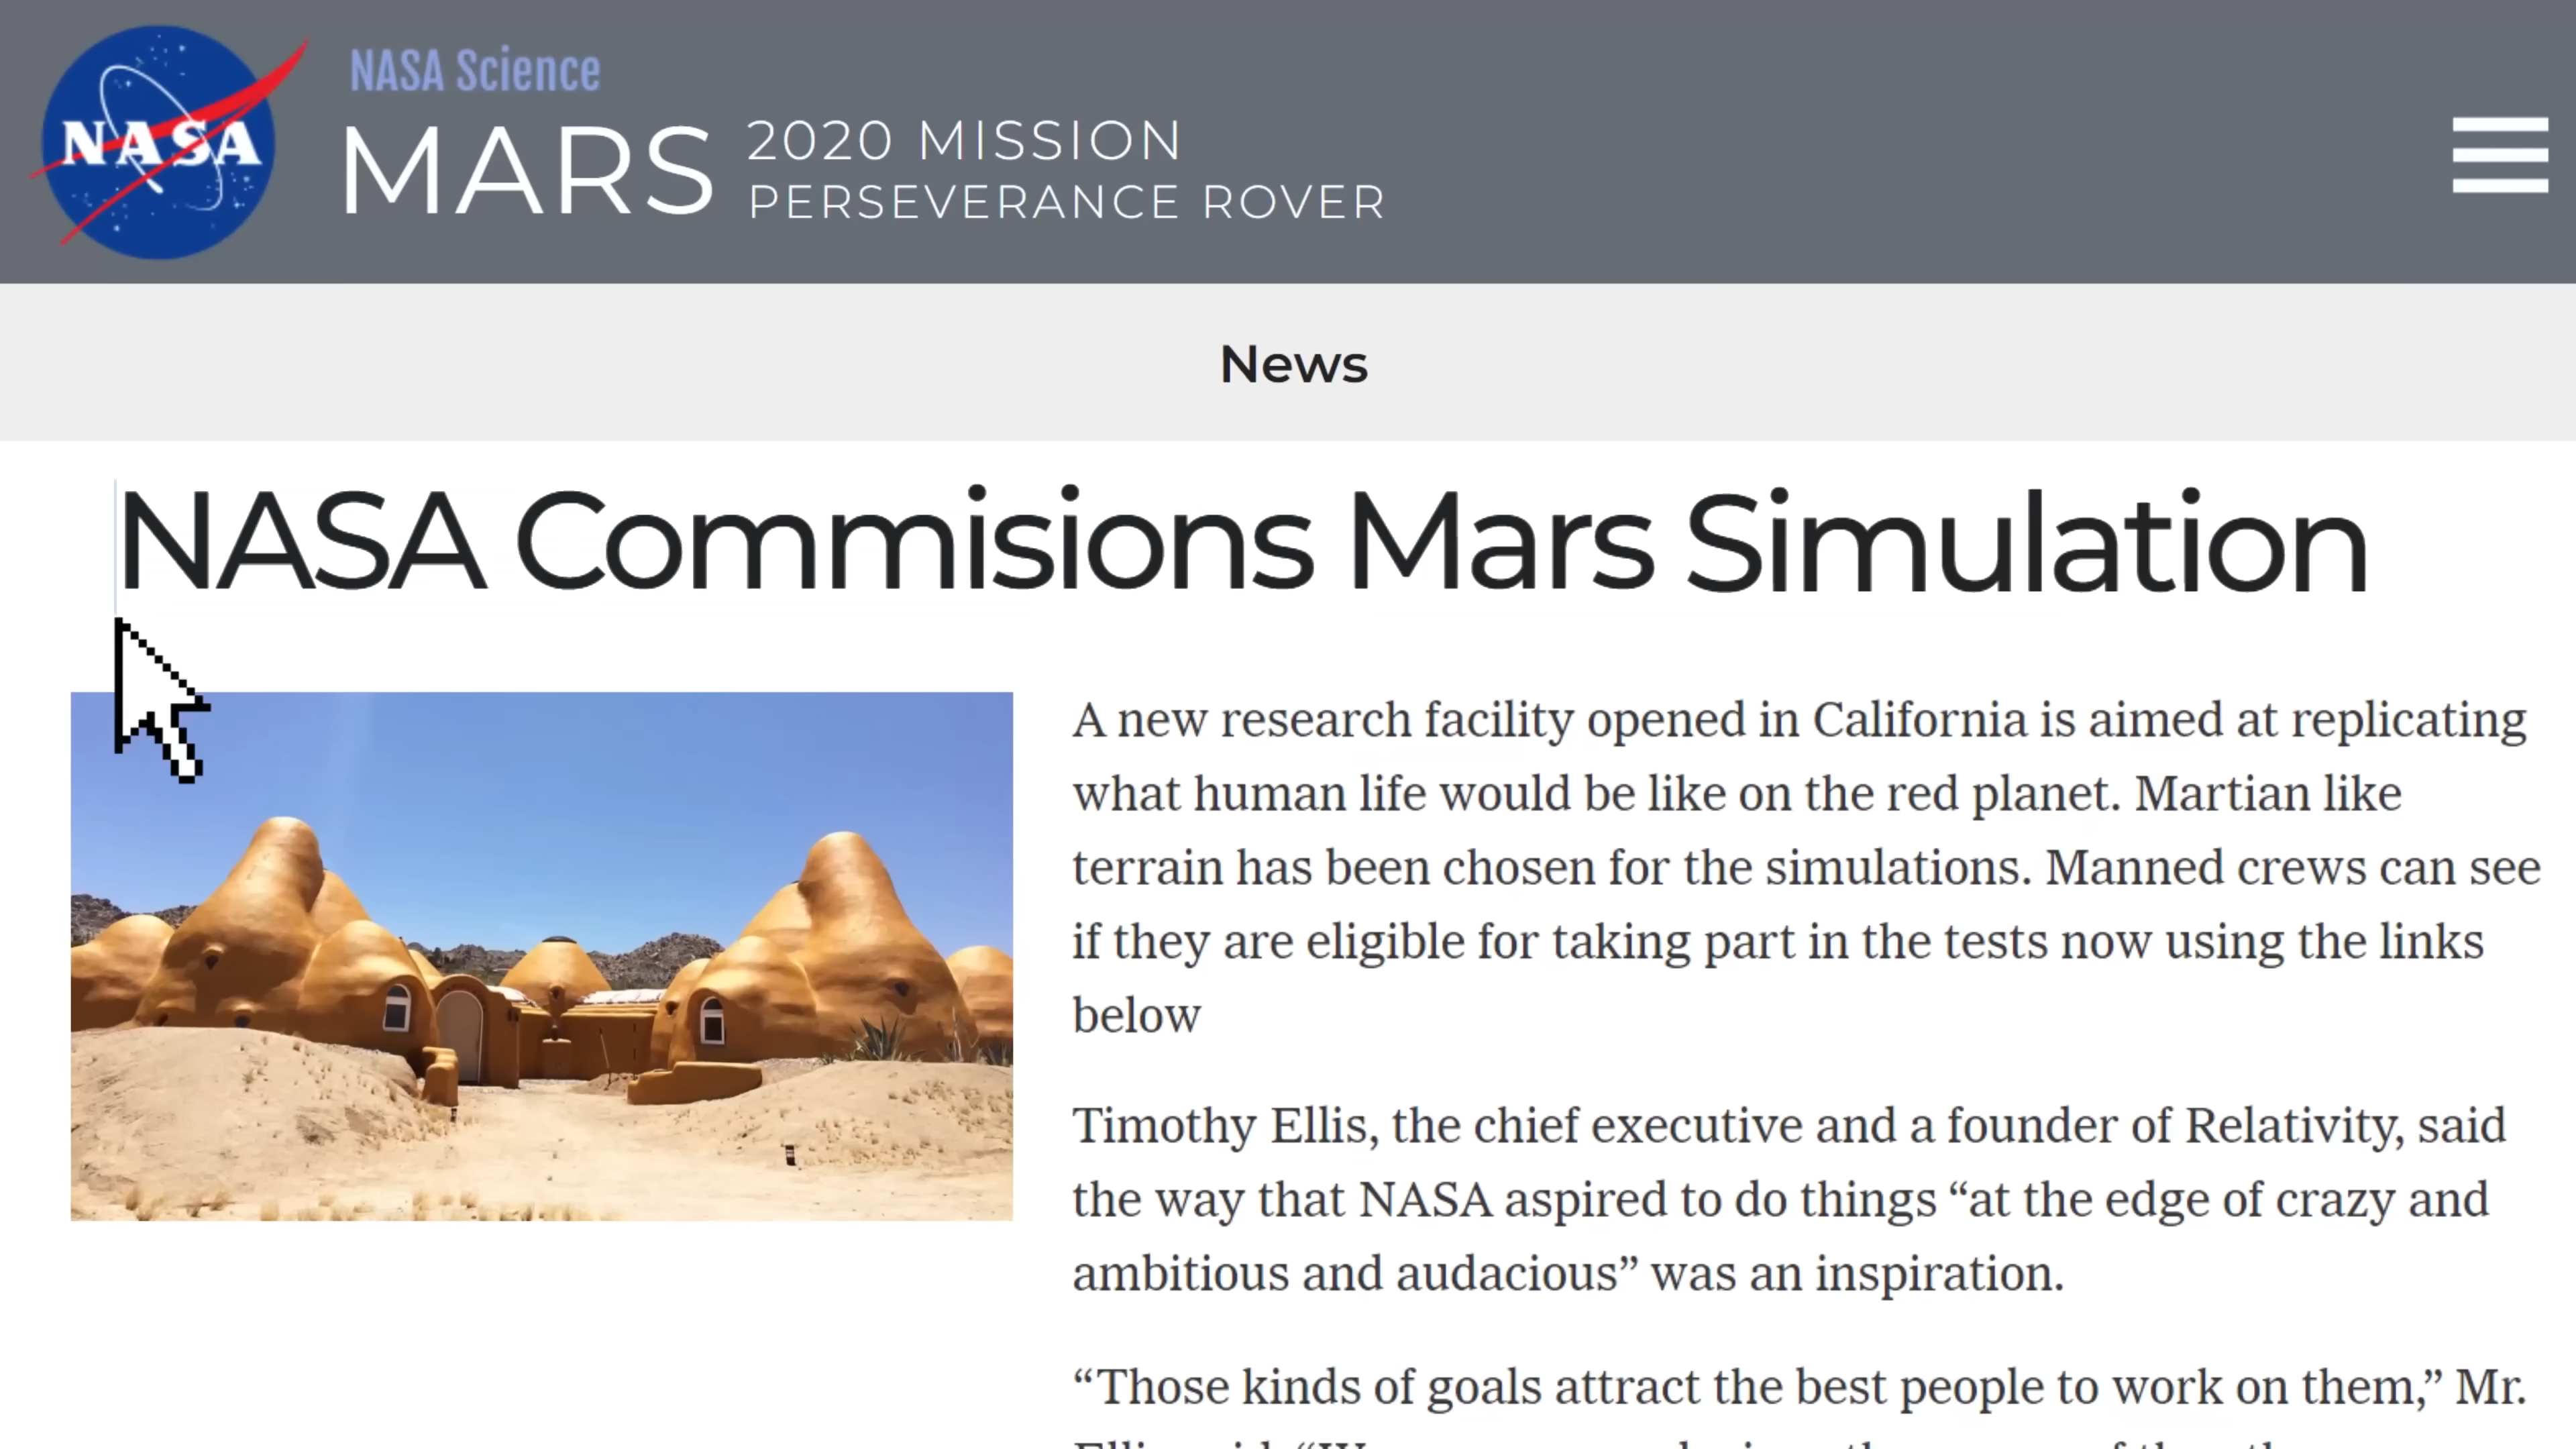 NASA
NASA Science
MARS
2020 MISSION
PERSEVERANCE ROVER
News
NASA Commisions Mars Simulation
A new research facility opened in California is aimed at replicating
what human life would be like on the red planet. Martian like
terrain has been chosen for the simulations. Manned crews can see
if they are eligible for taking part in the tests now using the links
below
Timothy Ellis, the chief executive and a founder of Relativity, said
the way that NASA aspired to do things “at the edge of crazy and
ambitious and audacious” was an inspiration.
“Those kinds of goals attract the best people to work on them,” Mr.